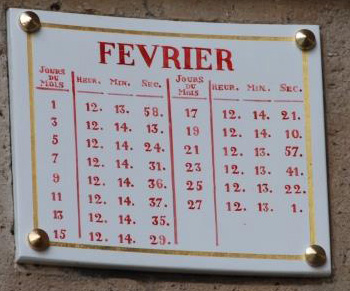 FEVRIER
JOURS DU MOIS HEUR. MIN. SEC. JOURS DU MOIS HEUR. MIN. SEC.
1 12. 13. 58. 17 12. 14. 21.
3 12. 14. 13. 19 12. 14. 10.
5 12. 14. 24. 21 12. 13. 57.
7 12. 14. 31. 23 12. 13. 41.
9 12. 14. 36. 25 12. 13. 22.
11 12. 14. 37. 27 12. 13. 1.
13 12. 14. 35.
15 12. 14. 29.